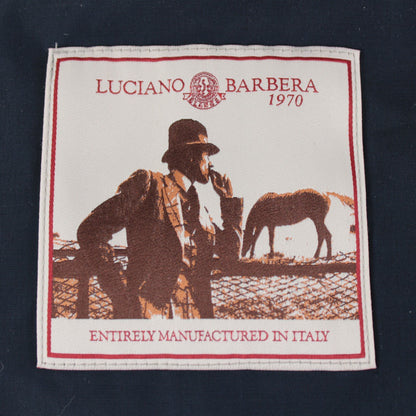 LUCIANO BARBERA
1970
ENTIRELY MANUFACTURED IN ITALY